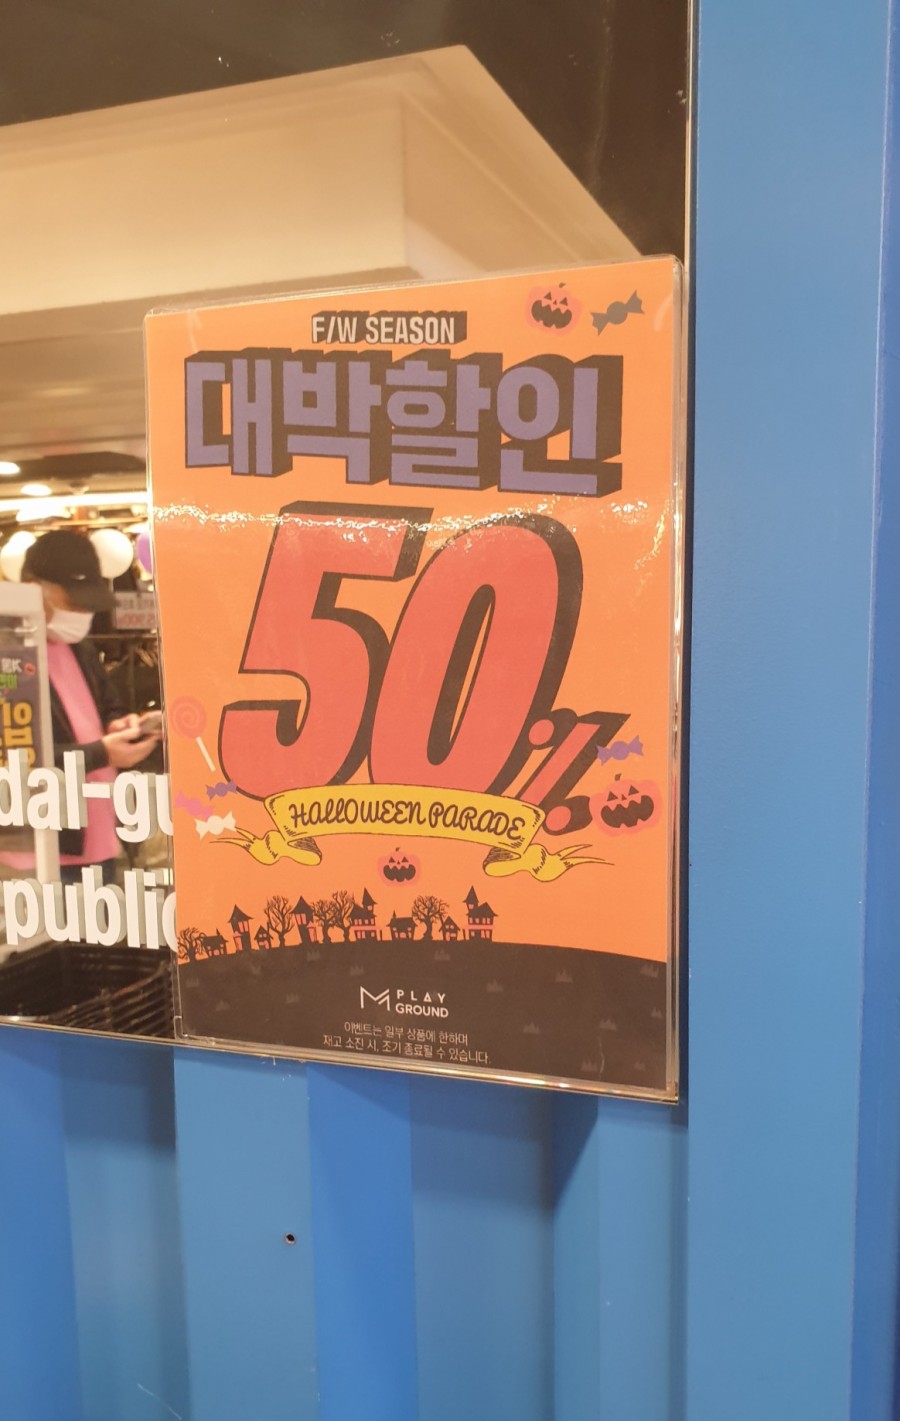 F/W SEASON
대박할인
50%
HALLOWEEN PARADE
M PLAY
GROUND
이벤트는 일부 상품에 한하며
재고 소진 시, 조기 종료될 수 있습니다.
dal-gu
public